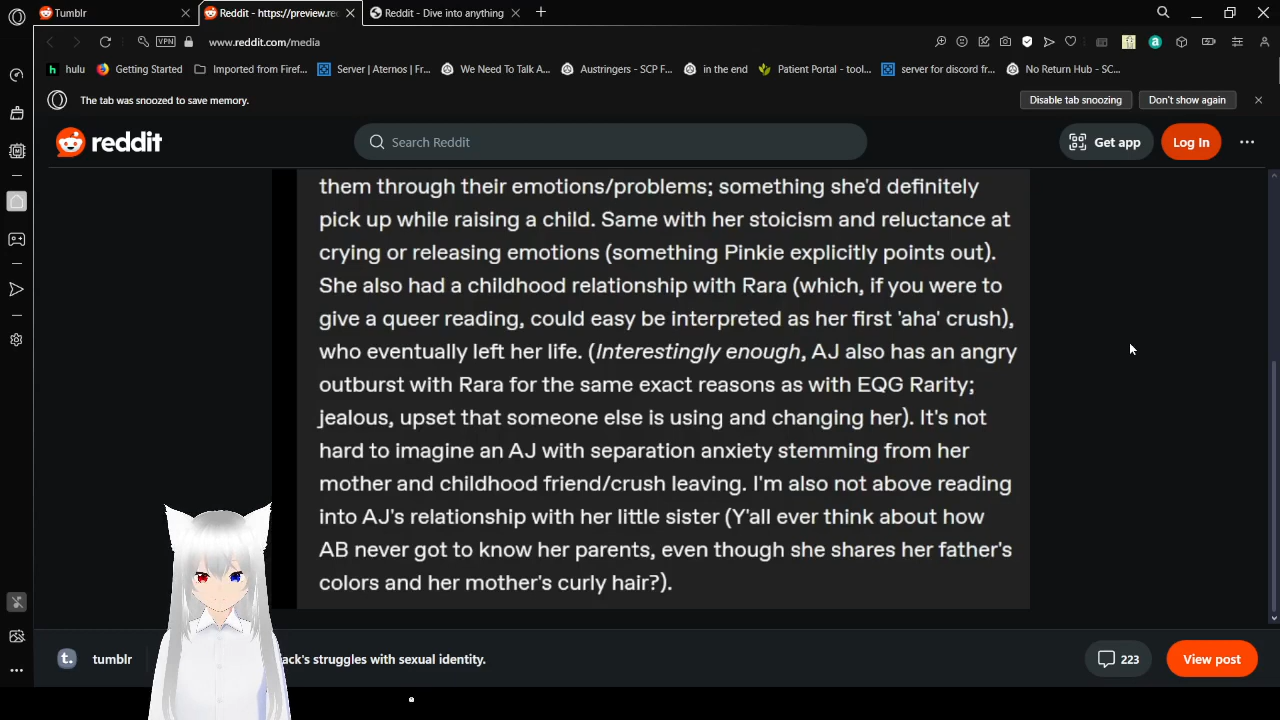 Tumblr
Reddit - https://preview.re
Reddit - Dive into anything
VPN
www.reddit.com/media
hulu
Getting Started
Imported from Firef...
Server | Aternos | Fr...
We Need To Talk A...
Austringers - SCP F...
in the end
Patient Portal - tool...
server for discord fr...
No Return Hub - SC...
The tab was snoozed to save memory.
Disable tab snoozing
Don't show again
reddit
Search Reddit
Get app
Log In
them through their emotions/problems; something she'd definitely
pick up while raising a child. Same with her stoicism and reluctance at
crying or releasing emotions (something Pinkie explicitly points out).
She also had a childhood relationship with Rara (which, if you were to
give a queer reading, could easy be interpreted as her first 'aha' crush),
who eventually left her life. (Interestingly enough, AJ also has an angry
outburst with Rara for the same exact reasons as with EQG Rarity;
jealous, upset that someone else is using and changing her). It's not
hard to imagine an AJ with separation anxiety stemming from her
mother and childhood friend/crush leaving. I'm also not above reading
into AJ's relationship with her little sister (Y'all ever think about how
AB never got to know her parents, even though she shares her father's
colors and her mother's curly hair?).
t.
tumblr
ack's struggles with sexual identity.
223
View post